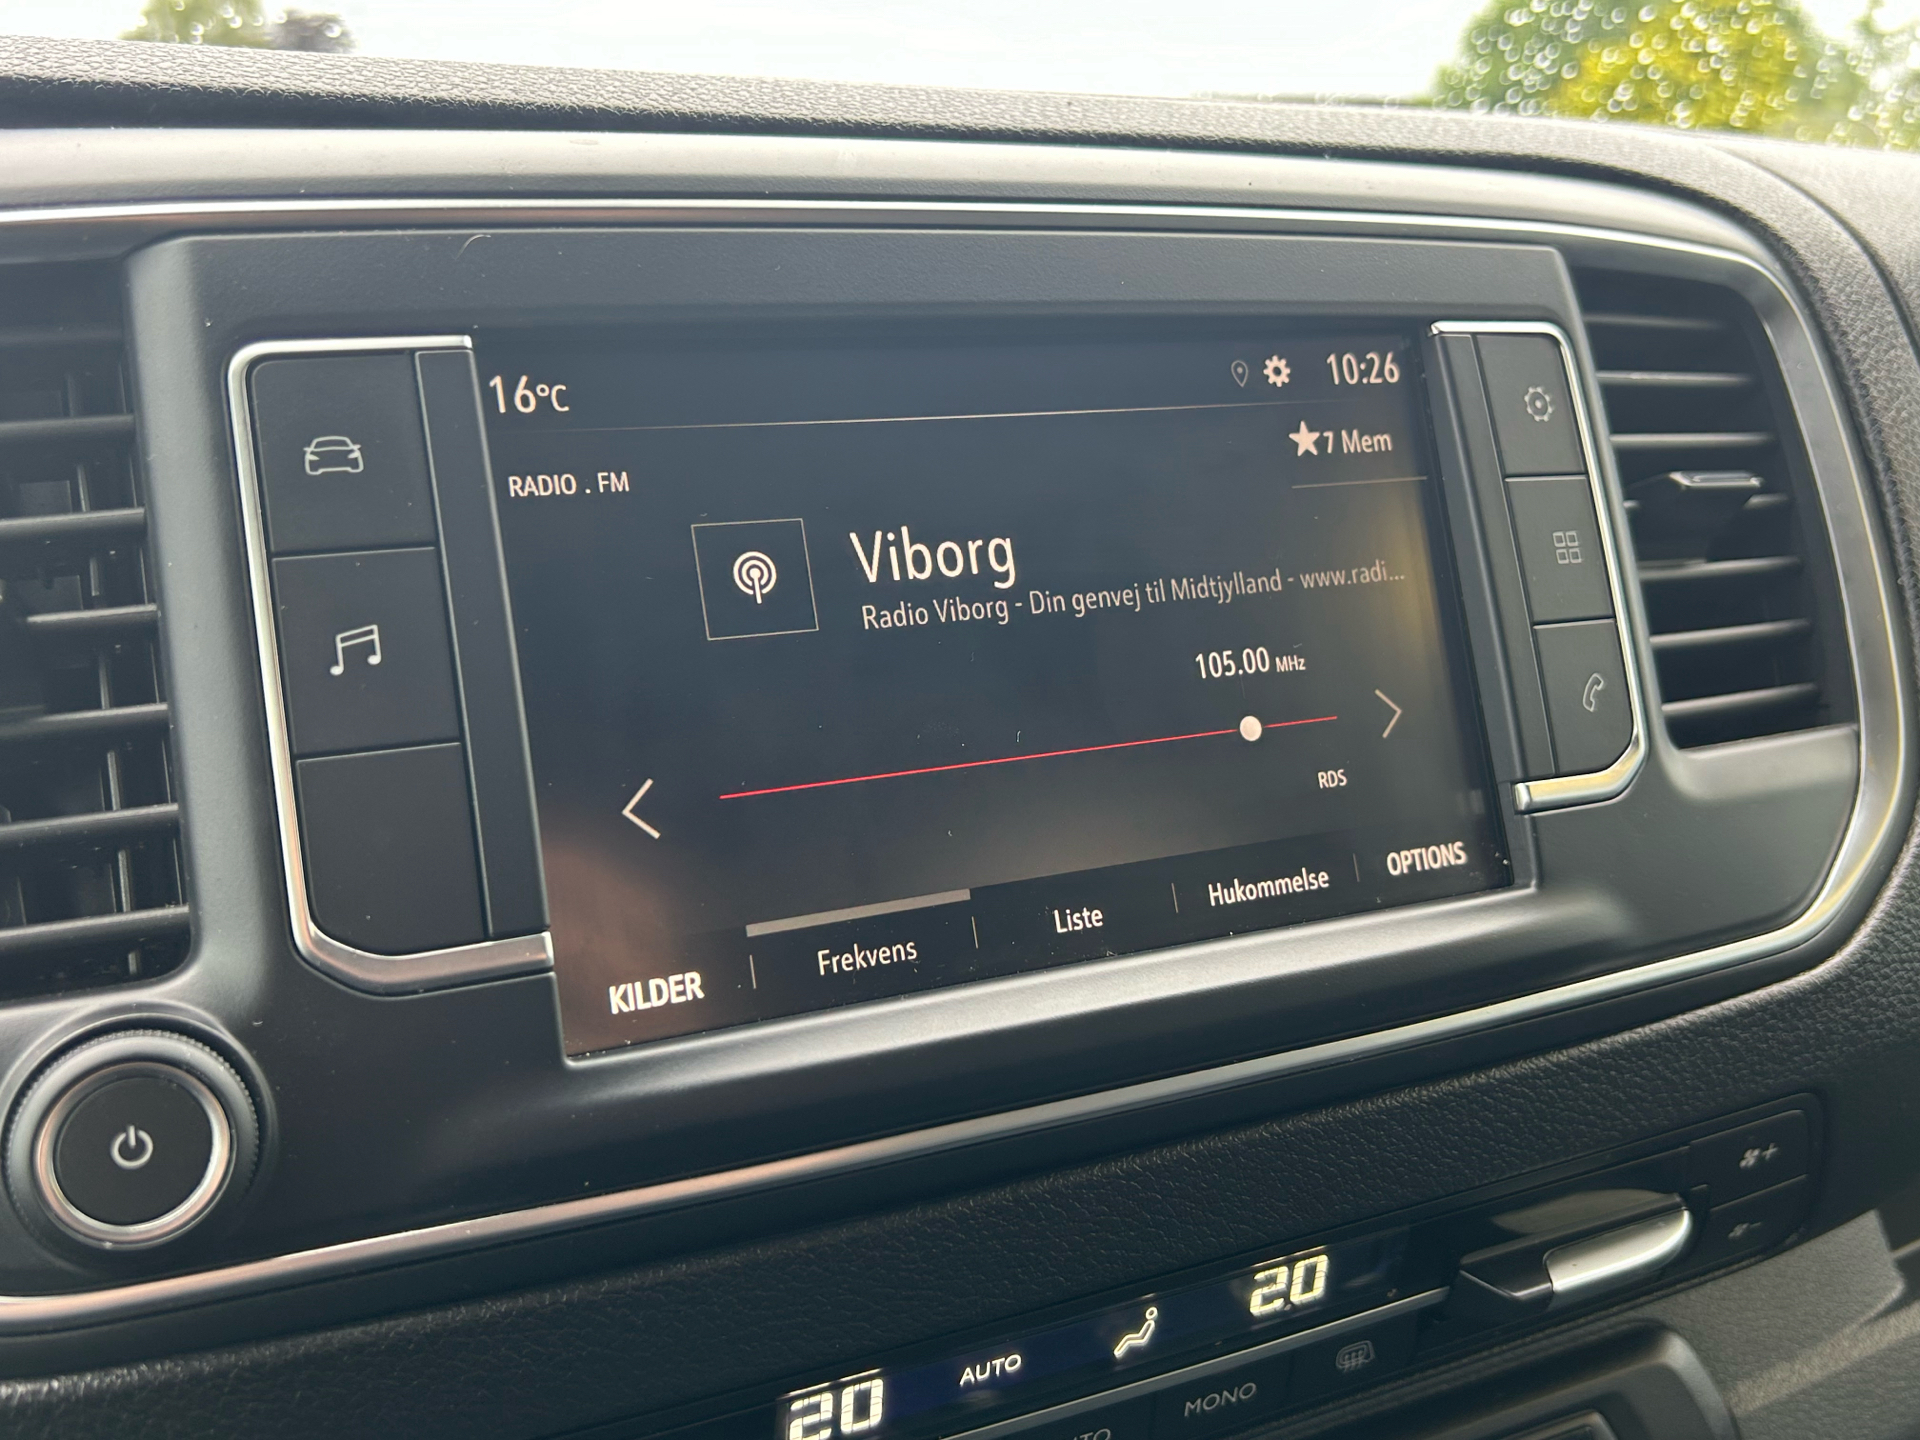 16°C
10:26
7 Mem
RADIO . FM
Viborg
Radio Viborg - Din genvej til Midtjylland - www.radi...
105.00 MHz
RDS
KILDER
Frekvens
Liste
Hukommelse
OPTIONS
20
AUTO
20
MONO